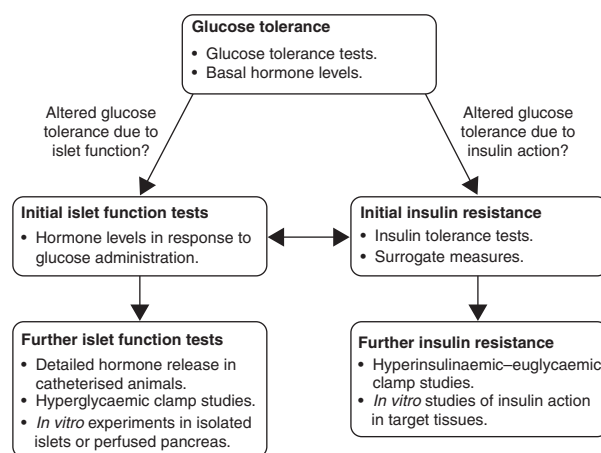 Glucose tolerance
• Glucose tolerance tests.
• Basal hormone levels.
Altered glucose
tolerance due to
islet function?
Altered glucose
tolerance due to
insulin action?
Initial islet function tests
• Hormone levels in response to
glucose administration.
Initial insulin resistance
• Insulin tolerance tests.
• Surrogate measures.
Further islet function tests
• Detailed hormone release in
catheterised animals.
• Hyperglycaemic clamp studies.
• In vitro experiments in isolated
islets or perfused pancreas.
Further insulin resistance
• Hyperinsulinaemic–euglycaemic
clamp studies.
• In vitro studies of insulin action
in target tissues.